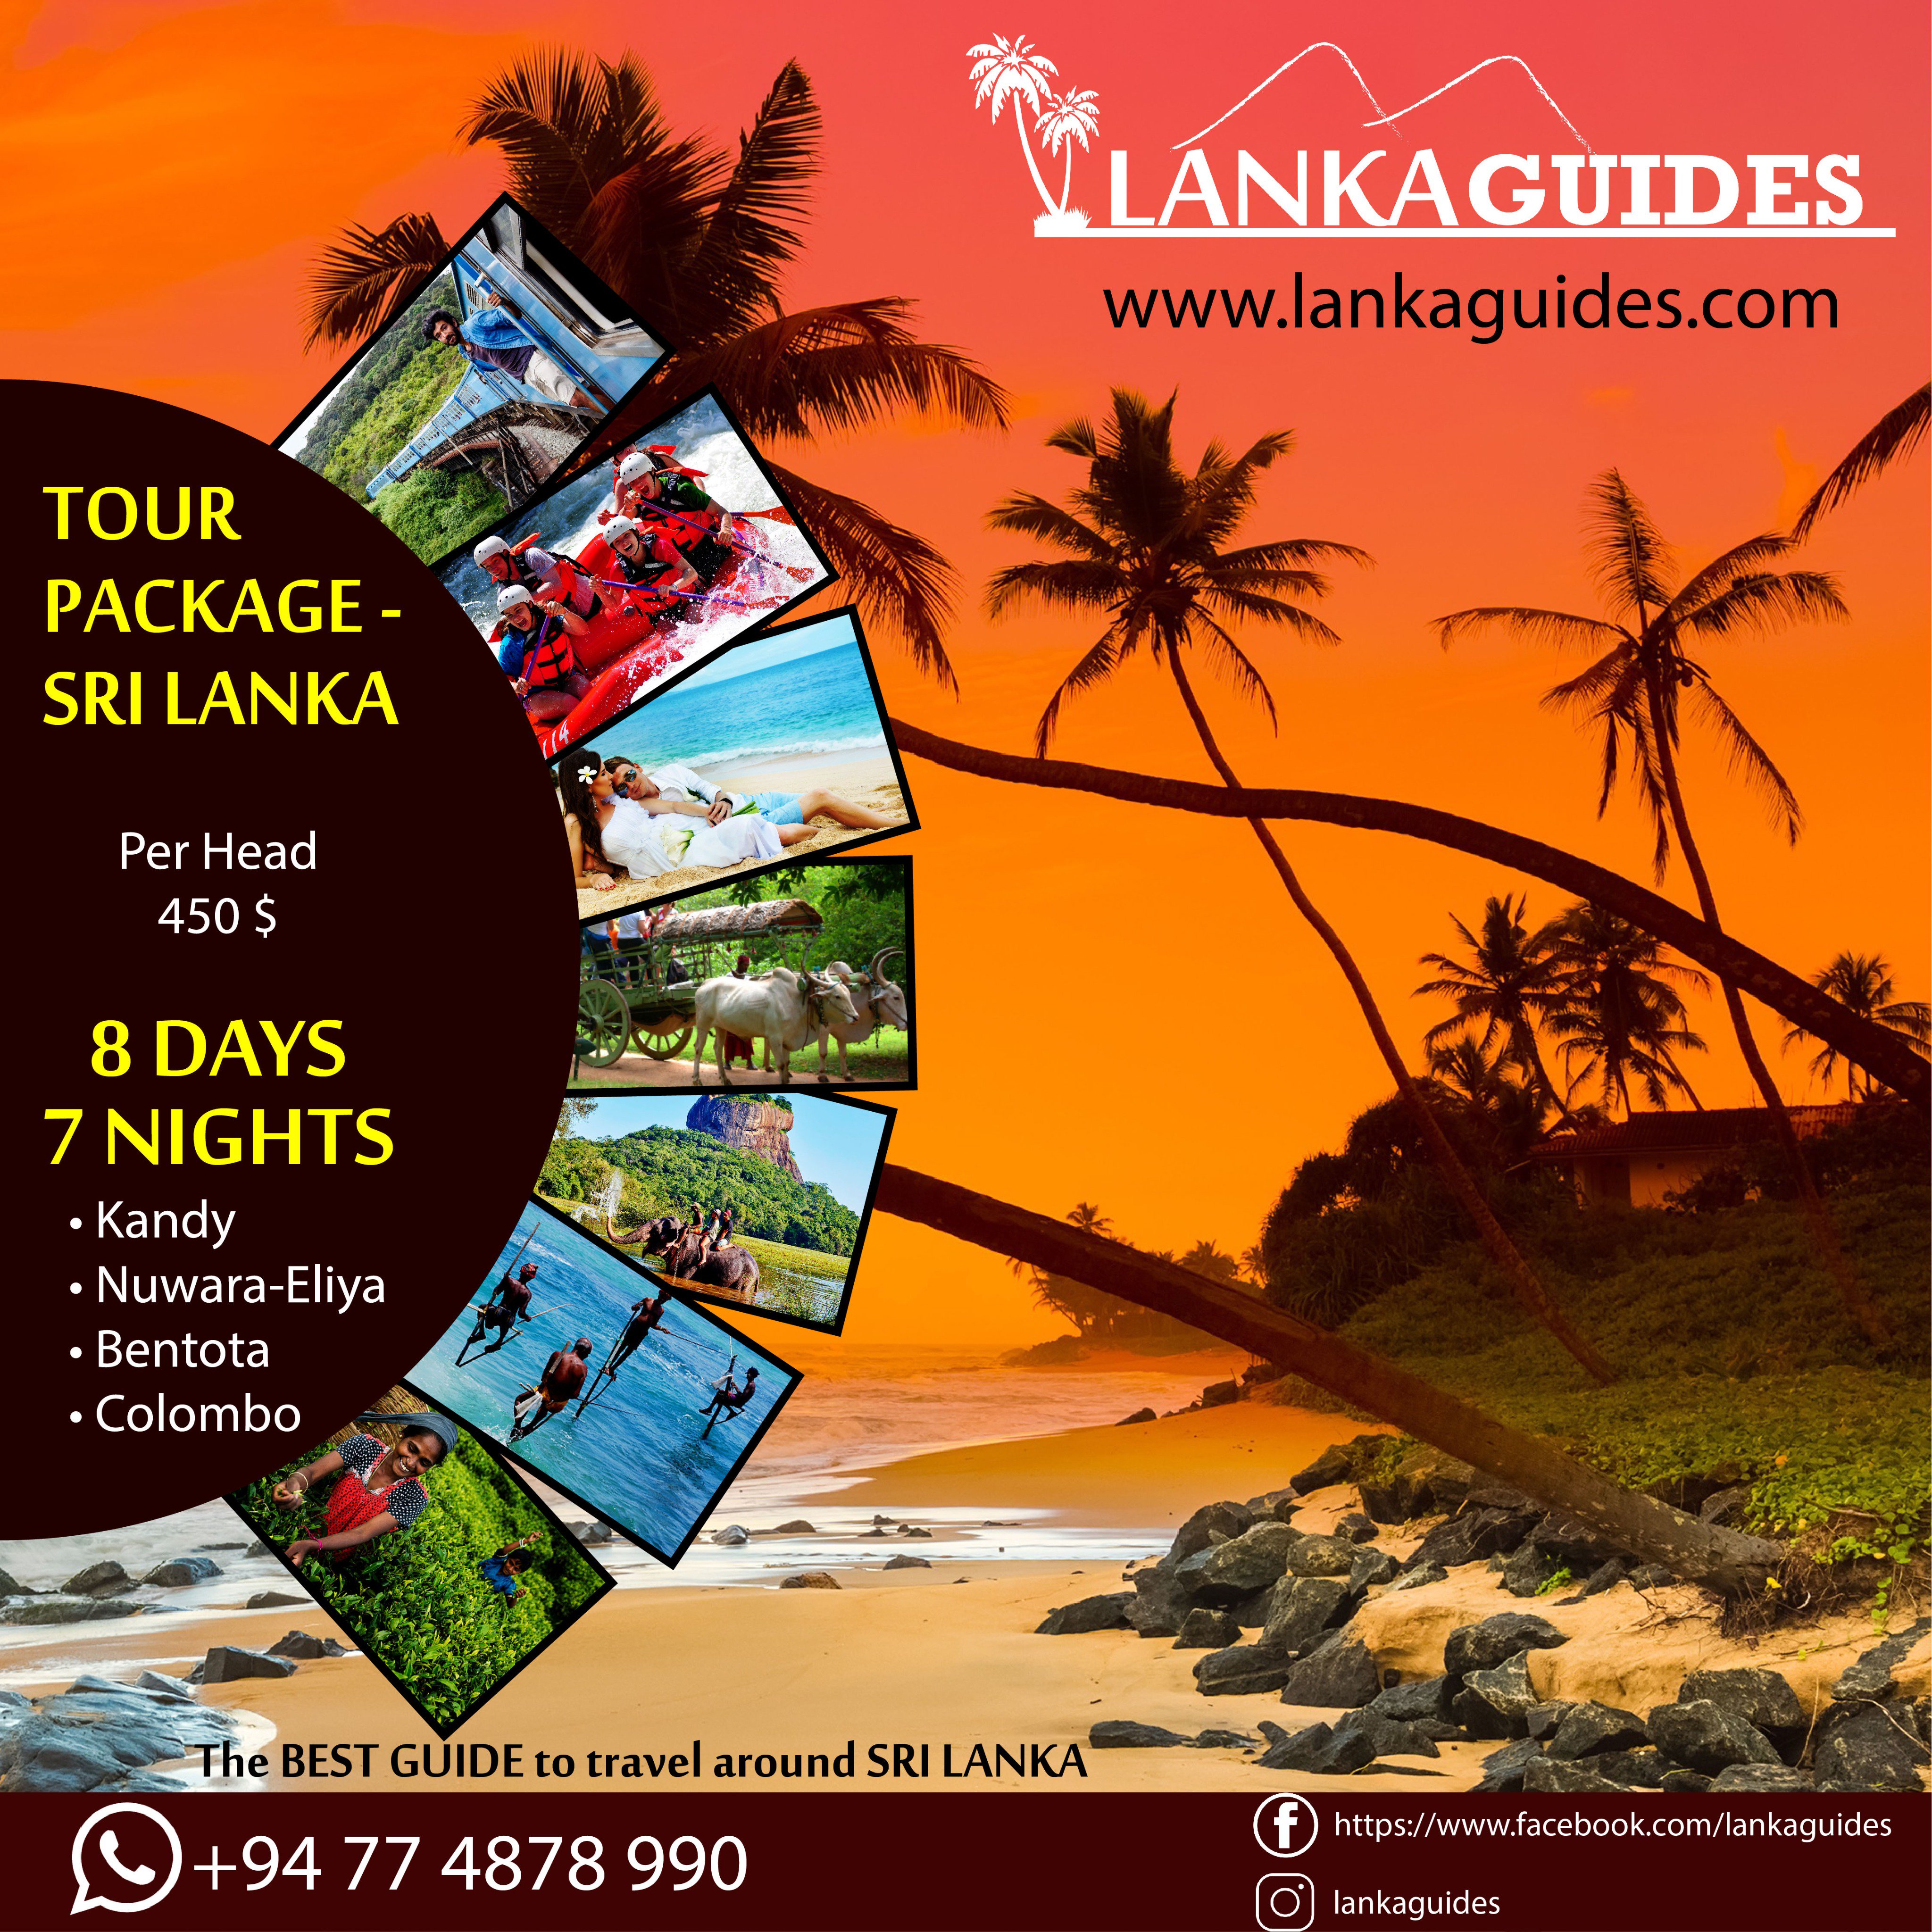 LANKAGUIDES
www.lankaguides.com
TOUR
PACKAGE -
SRI LANKA
Per Head
450 $
8 DAYS
7 NIGHTS
• Kandy
• Nuwara-Eliya
• Bentota
• Colombo
114
The BEST GUIDE to travel around SRI LANKA
+94 77 4878 990
https://www.facebook.com/lankaguides
lankaguides